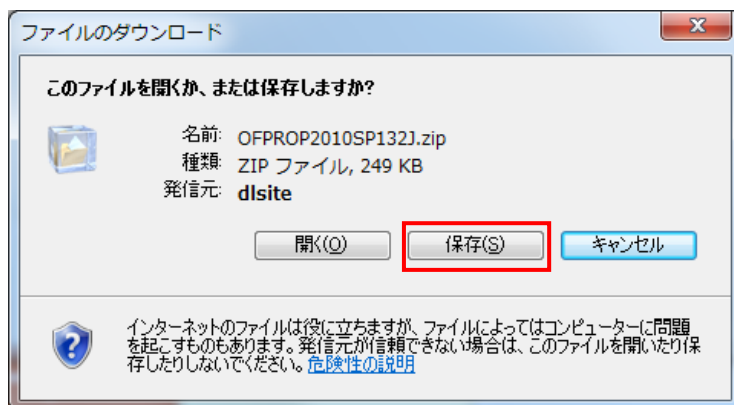 ファイルのダウンロード
このファイルを開くか、または保存しますか?
名前: OFPROP2010SP132J.zip
種類: ZIP ファイル, 249 KB
発信元: dlsite
開く(O) 保存(S) キャンセル
インターネットのファイルは役に立ちますが、ファイルによってはコンピューターに問題
を起こすものもあります。発信元が信頼できない場合は、このファイルを開いたり保
存したりしないでください。危険性の説明